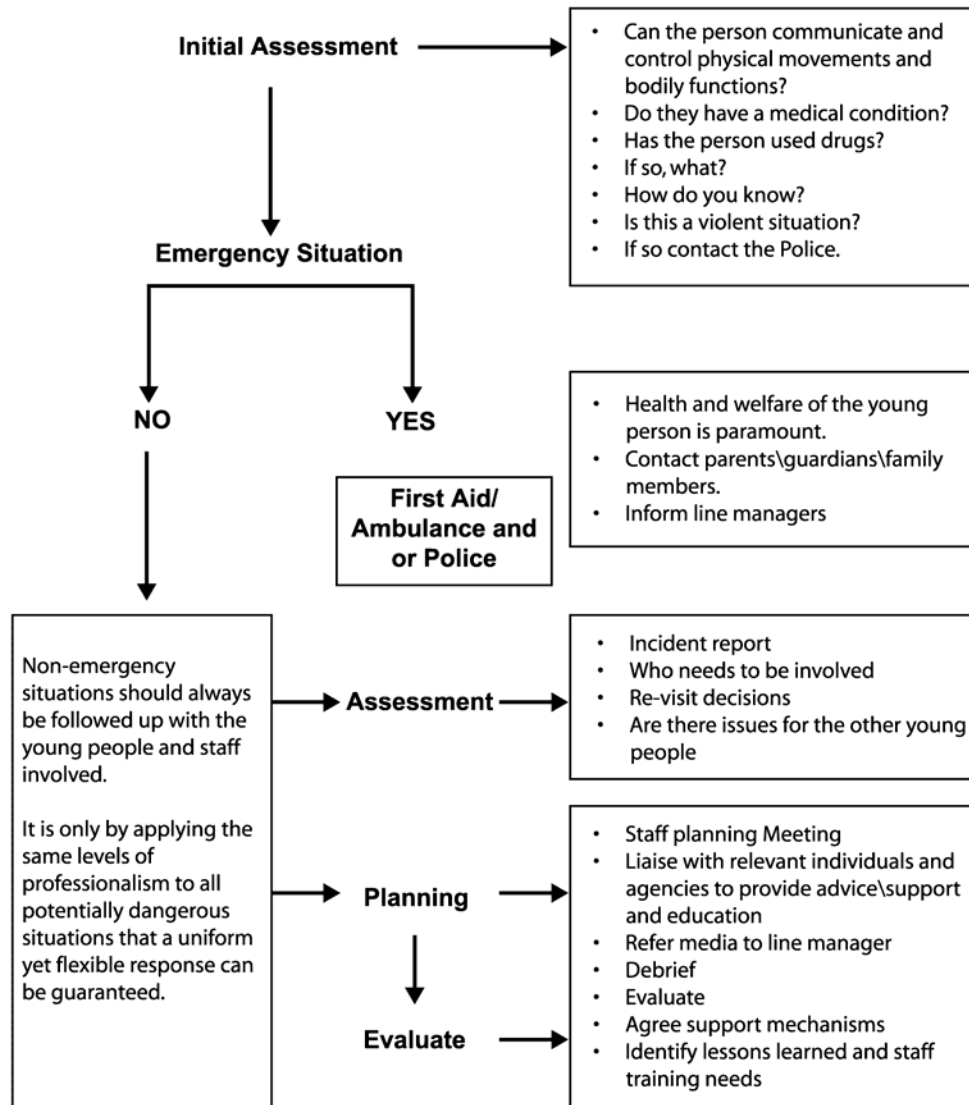 Initial Assessment
• Can the person communicate and
control physical movements and
bodily functions?
• Do they have a medical condition?
• Has the person used drugs?
• If so, what?
• How do you know?
• Is this a violent situation?
• If so contact the Police.
Emergency Situation
NO
YES
First Aid/
Ambulance and
or Police
• Health and welfare of the young
person is paramount.
• Contact parents\guardians\family
members.
• Inform line managers
Non-emergency
situations should always
be followed up with the
young people and staff
involved.
It is only by applying the
same levels of
professionalism to all
potentially dangerous
situations that a uniform
yet flexible response can
be guaranteed.
Assessment
• Incident report
• Who needs to be involved
• Re-visit decisions
• Are there issues for the other young
people
Planning
Evaluate
• Staff planning Meeting
• Liaise with relevant individuals and
agencies to provide advice\support
and education
• Refer media to line manager
• Debrief
• Evaluate
• Agree support mechanisms
• Identify lessons learned and staff
training needs